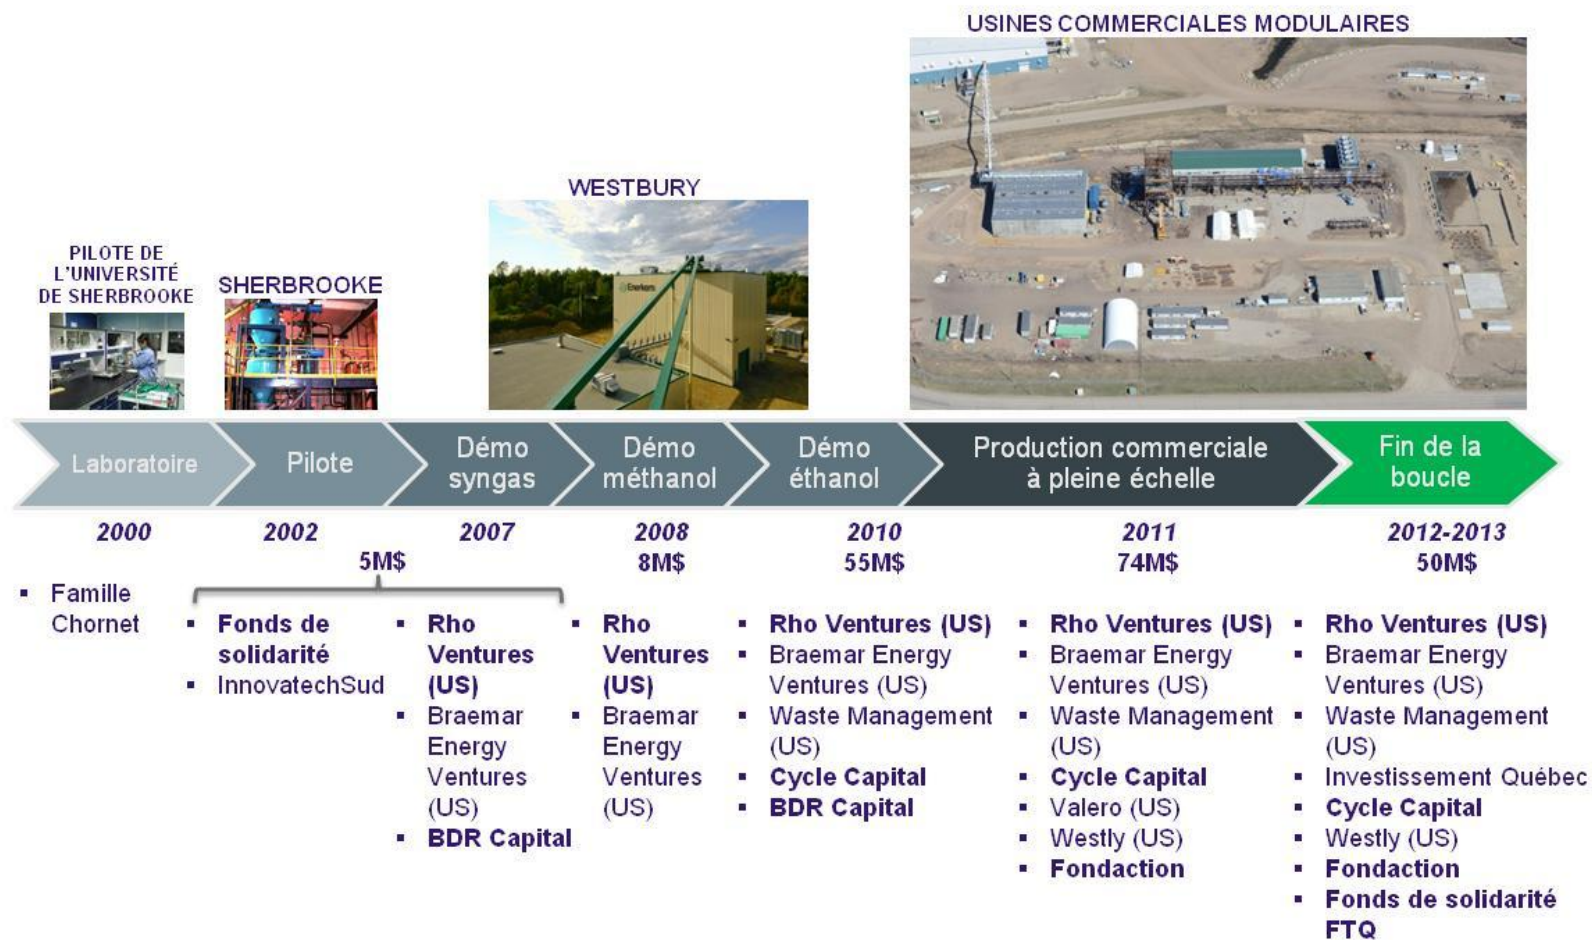 USINES COMMERCIALES MODULAIRES
WESTBURY
PILOTE DE
L'UNIVERSITÉ
DE SHERBROOKE
SHERBROOKE
Enerkem
Laboratoire
Pilote
Démo
syngas
Démo
méthanol
Démo
éthanol
Production commerciale
à pleine échelle
Fin de la
boucle
2000
2002
2007
2008
2010
2011
2012-2013
5M$
8M$
55M$
74M$
50M$
▪ Famille
Chornet
▪ Fonds de
solidarité
▪ InnovatechSud
▪ Rho
Ventures
(US)
▪ Braemar
Energy
Ventures
(US)
▪ BDR Capital
▪ Rho
Ventures
(US)
▪ Braemar
Energy
Ventures
(US)
▪ Rho Ventures (US)
▪ Braemar Energy
Ventures (US)
▪ Waste Management
(US)
▪ Cycle Capital
▪ BDR Capital
▪ Rho Ventures (US)
▪ Braemar Energy
Ventures (US)
▪ Waste Management
(US)
▪ Cycle Capital
▪ Valero (US)
▪ Westly (US)
▪ Fondaction
▪ Rho Ventures (US)
▪ Braemar Energy
Ventures (US)
▪ Waste Management
(US)
▪ Investissement Québec
▪ Cycle Capital
▪ Westly (US)
▪ Fondaction
▪ Fonds de solidarité
FTQ